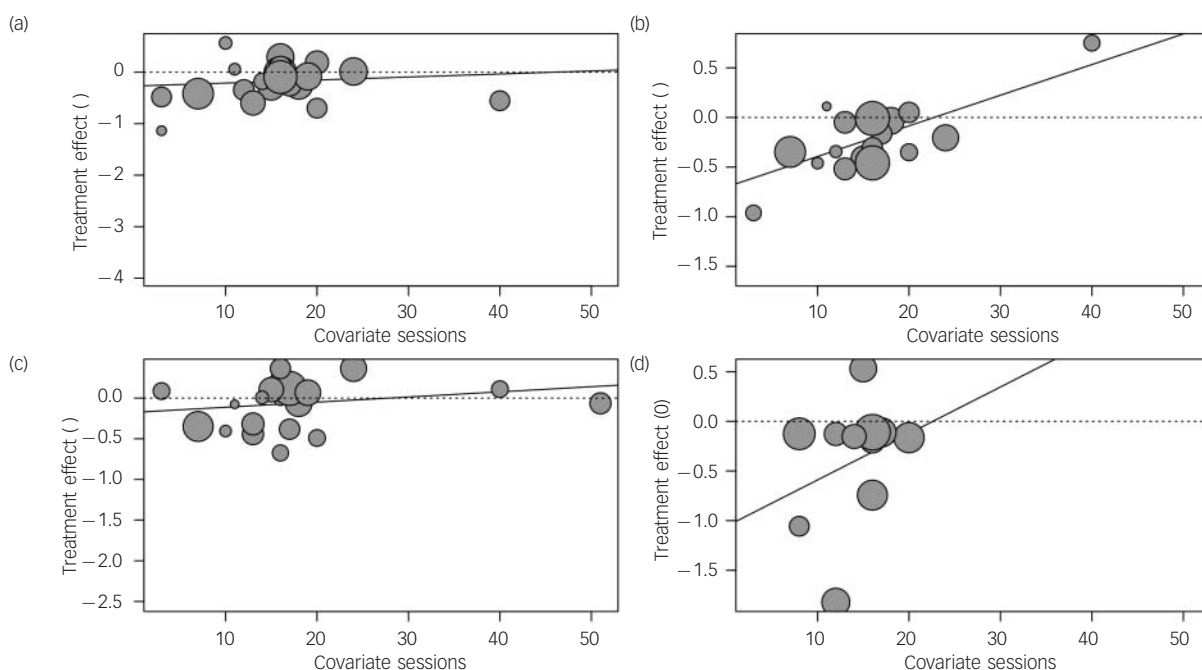 (a)
Treatment effect ( )
0
−1
−2
−3
−4
10 20 30 40 50
Covariate sessions
(b)
Treatment effect ( )
0.5
0.0
−0.5
−1.0
−1.5
10 20 30 40 50
Covariate sessions
(c)
Treatment effect ( )
0.0
−0.5
−1.0
−1.5
−2.0
−2.5
10 20 30 40 50
Covariate sessions
(d)
Treatment effect (0)
0.5
0.0
−0.5
−1.0
−1.5
10 20 30 40 50
Covariate sessions